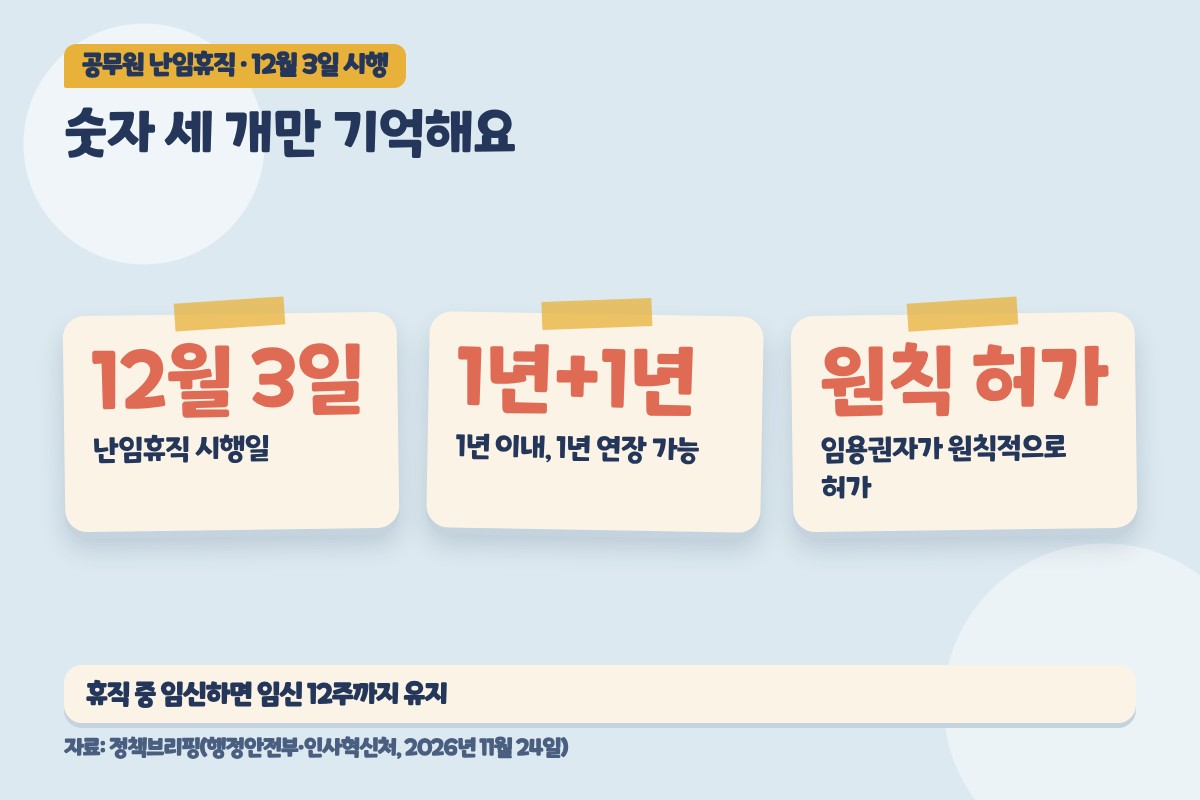 공무원 난임휴직 · 12월 3일 시행
숫자 세 개만 기억해요
12월 3일
난임휴직 시행일
1년+1년
1년 이내, 1년 연장 가능
원칙 허가
임용권자가 원칙적으로
허가
휴직 중 임신하면 임신 12주까지 유지
자료: 정책브리핑(행정안전부·인사혁신처, 2026년 11월 24일)